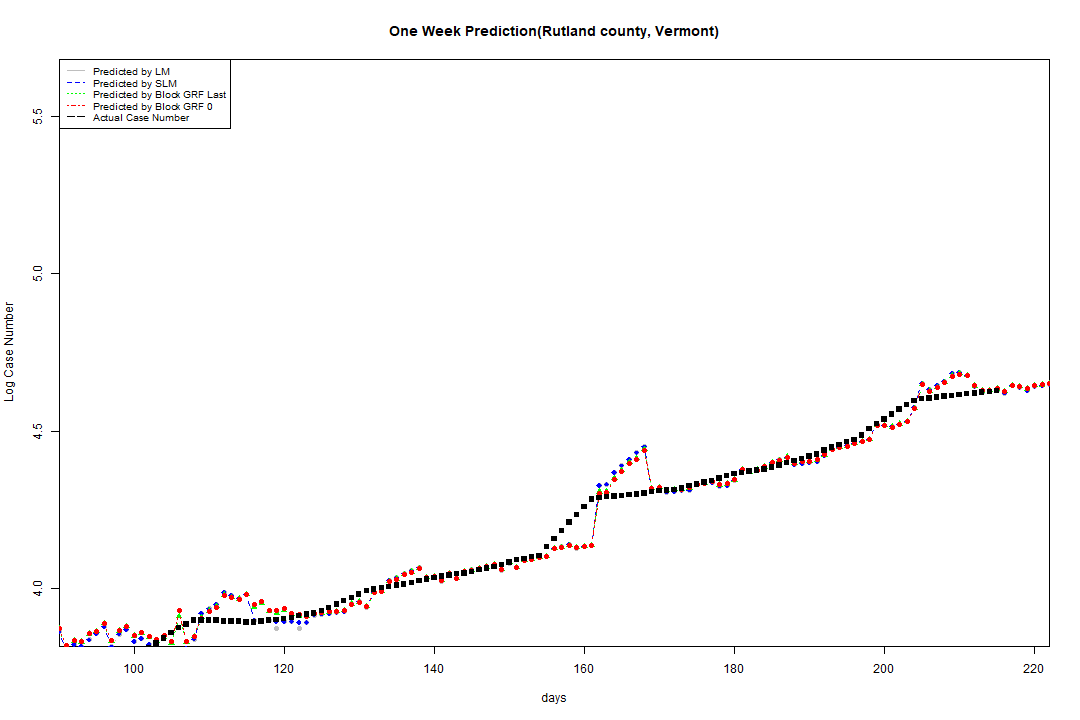 One Week Prediction(Rutland county, Vermont)
Predicted by LM
Predicted by SLM
Predicted by Block GRF Last
Predicted by Block GRF 0
Actual Case Number
5.5
5.0
4.5
4.0
Log Case Number
100 120 140 160 180 200 220
days